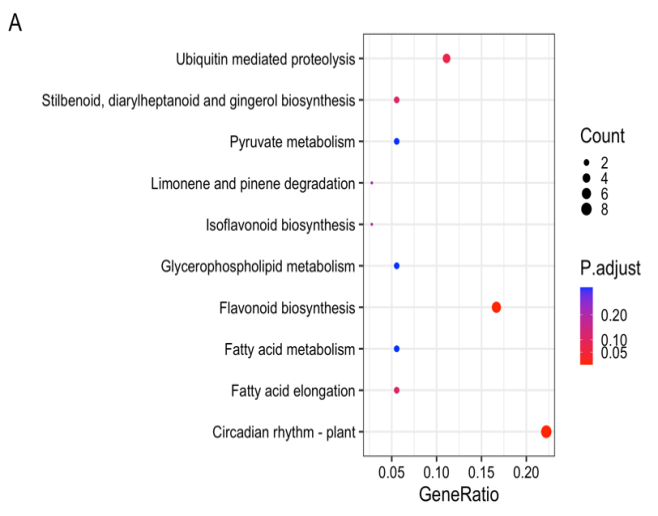 A
Ubiquitin mediated proteolysis
Stilbenoid, diarylheptanoid and gingerol biosynthesis
Pyruvate metabolism
Limonene and pinene degradation
Isoflavonoid biosynthesis
Glycerophospholipid metabolism
Flavonoid biosynthesis
Fatty acid metabolism
Fatty acid elongation
Circadian rhythm - plant
0.05 0.10 0.15 0.20
GeneRatio
Count
2
4
6
8
P.adjust
0.20
0.10
0.05